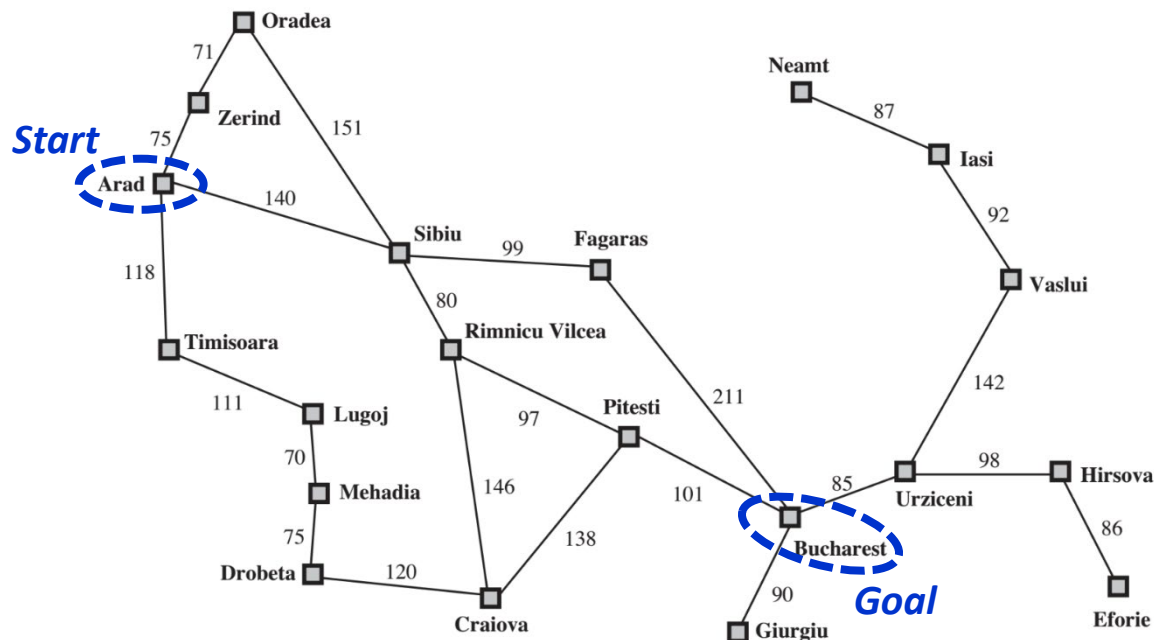 Oradea
71
Neamt
87
Zerind
Start
75
151
Iasi
Arad
140
92
Sibiu
Fagaras
99
118
Vaslui
80
Timisoara
Rimnicu Vilcea
142
211
111
Lugoj
97
Pitesti
70
98
Hirsova
Mehadia
146
101
85
Urziceni
75
138
86
Bucharest
Drobeta
120
90
Goal
Craiova
Eforie
Giurgiu